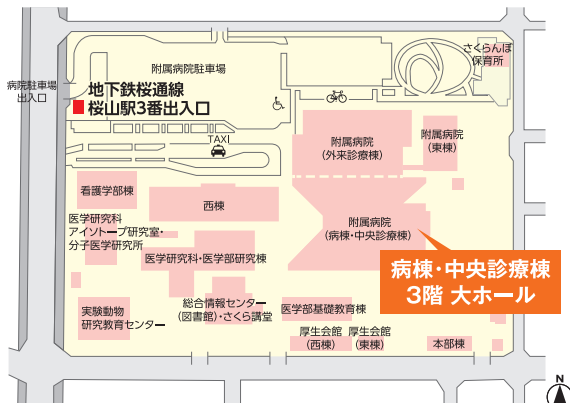 さくらんぼ
保育所
附属病院駐車場
病院駐車場
出入口
地下鉄桜通線
桜山駅3番出入口
TAXI
附属病院
(外来診療棟)
附属病院
(東棟)
看護学部棟
西棟
医学研究科
アイソトープ研究室・
分子医学研究所
附属病院
(病棟・中央診療棟)
医学研究科・医学部研究棟
病棟・中央診療棟
3階 大ホール
総合情報センター
(図書館)・さくら講堂
医学部基礎教育棟
実験動物
研究教育センター
厚生会館
(西棟)
厚生会館
(東棟)
本部棟
N